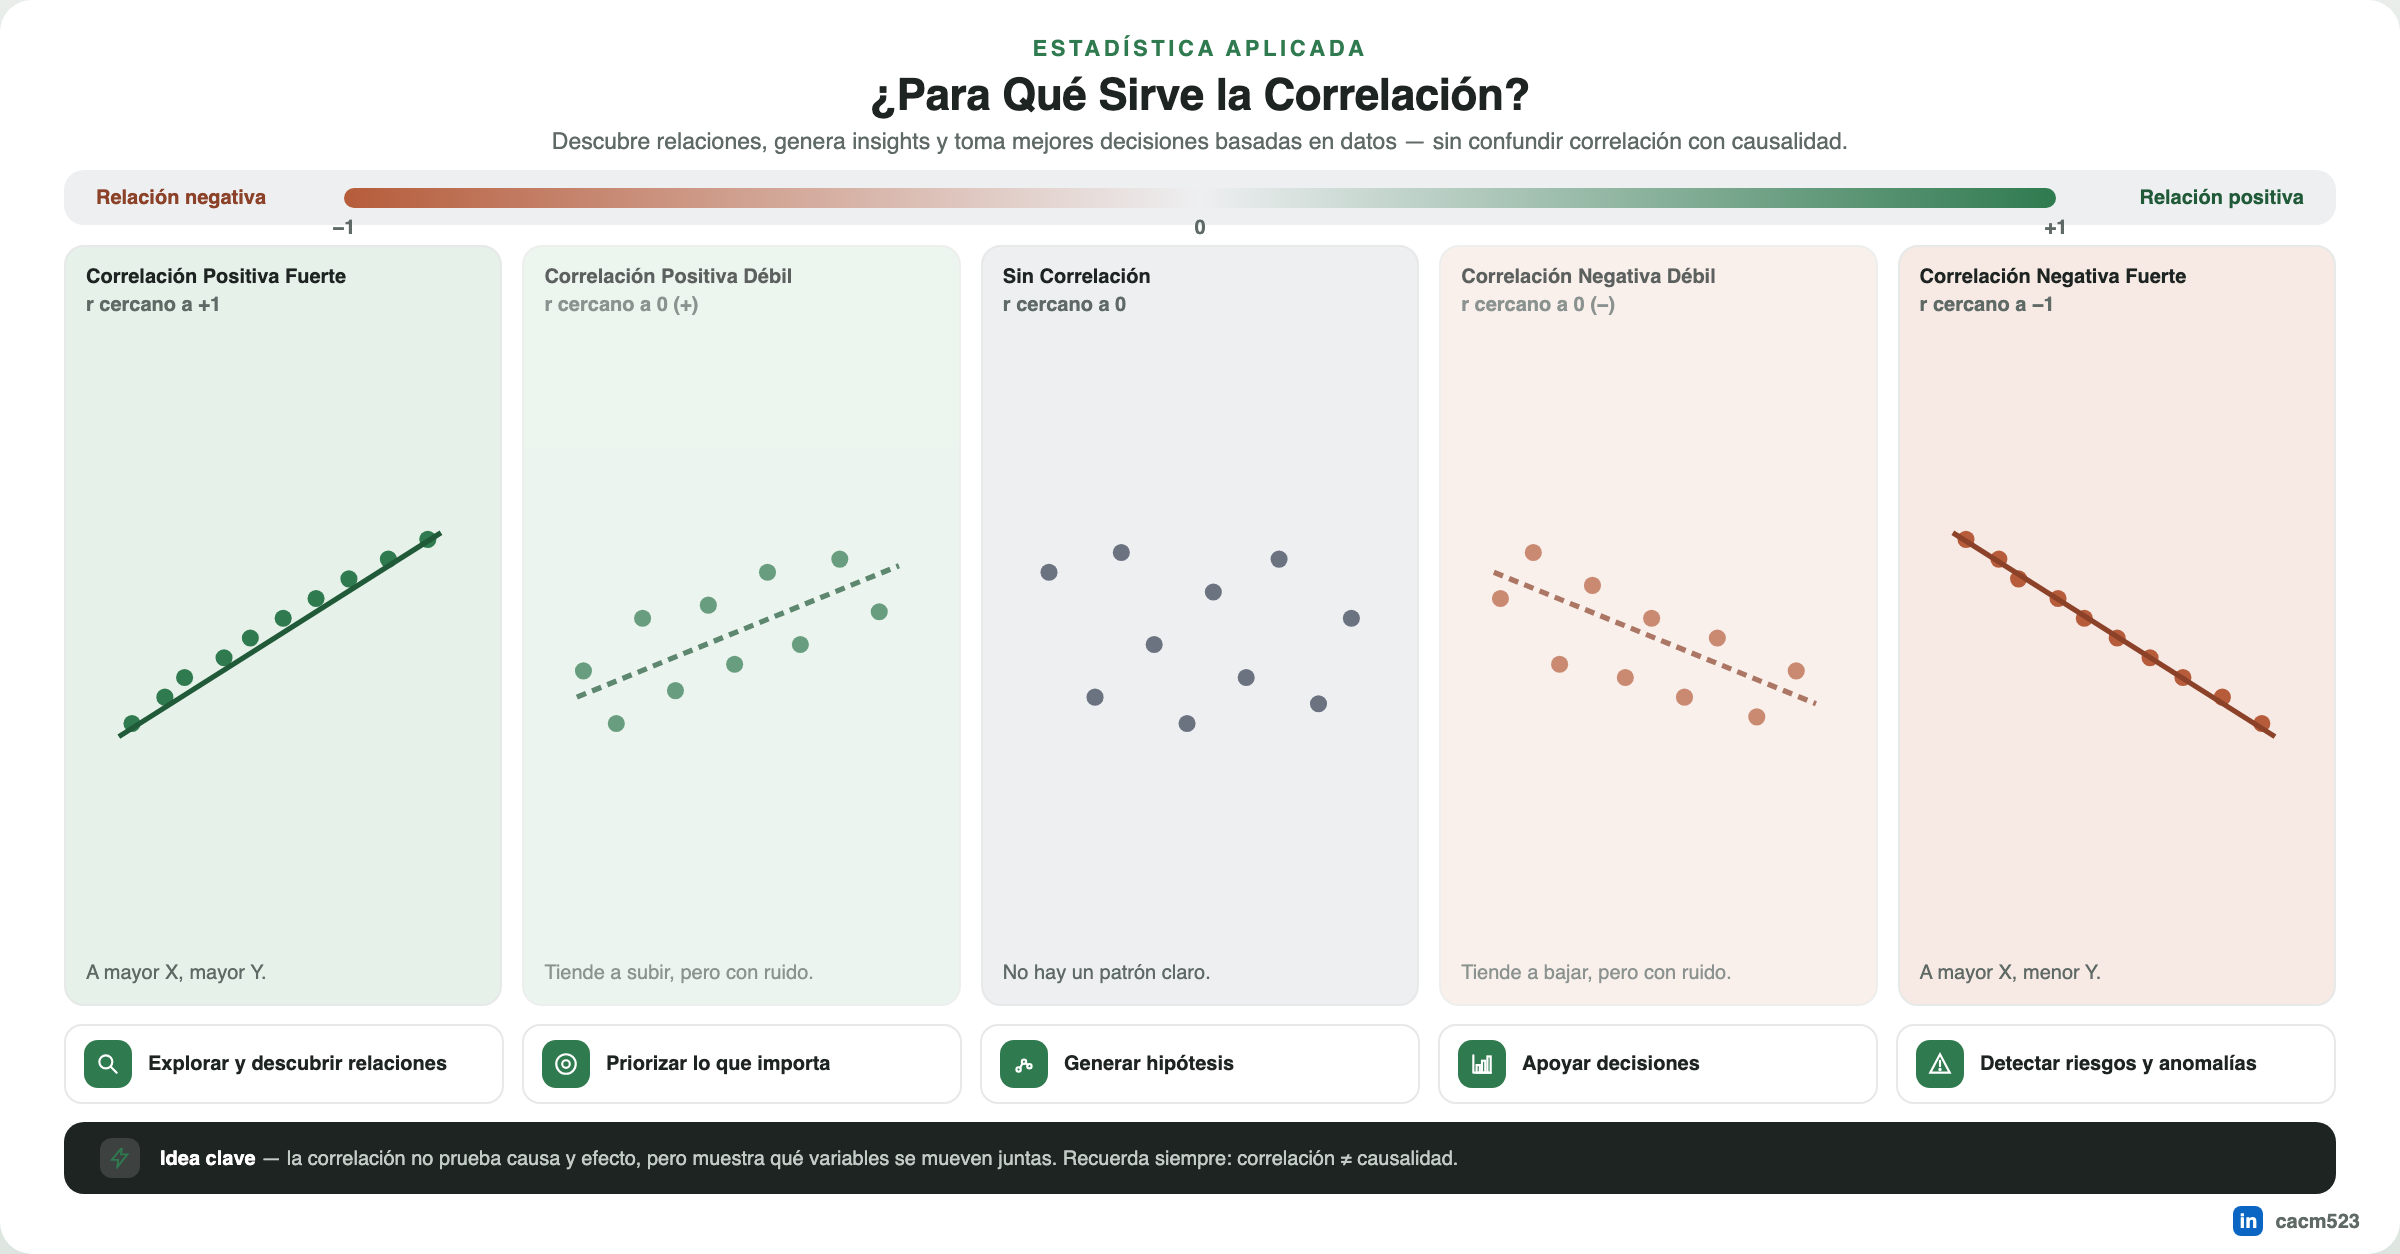 ESTADÍSTICA APLICADA
¿Para Qué Sirve la Correlación?
Descubre relaciones, genera insights y toma mejores decisiones basadas en datos — sin confundir correlación con causalidad.
Relación negativa
Relación positiva
–1
0
+1
Correlación Positiva Fuerte
r cercano a +1
A mayor X, mayor Y.
Correlación Positiva Débil
r cercano a 0 (+)
Tiende a subir, pero con ruido.
Sin Correlación
r cercano a 0
No hay un patrón claro.
Correlación Negativa Débil
r cercano a 0 (–)
Tiende a bajar, pero con ruido.
Correlación Negativa Fuerte
r cercano a –1
A mayor X, menor Y.
Explorar y descubrir relaciones
Priorizar lo que importa
Generar hipótesis
Apoyar decisiones
Detectar riesgos y anomalías
Idea clave — la correlación no prueba causa y efecto, pero muestra qué variables se mueven juntas. Recuerda siempre: correlación ≠ causalidad.
in cacm523